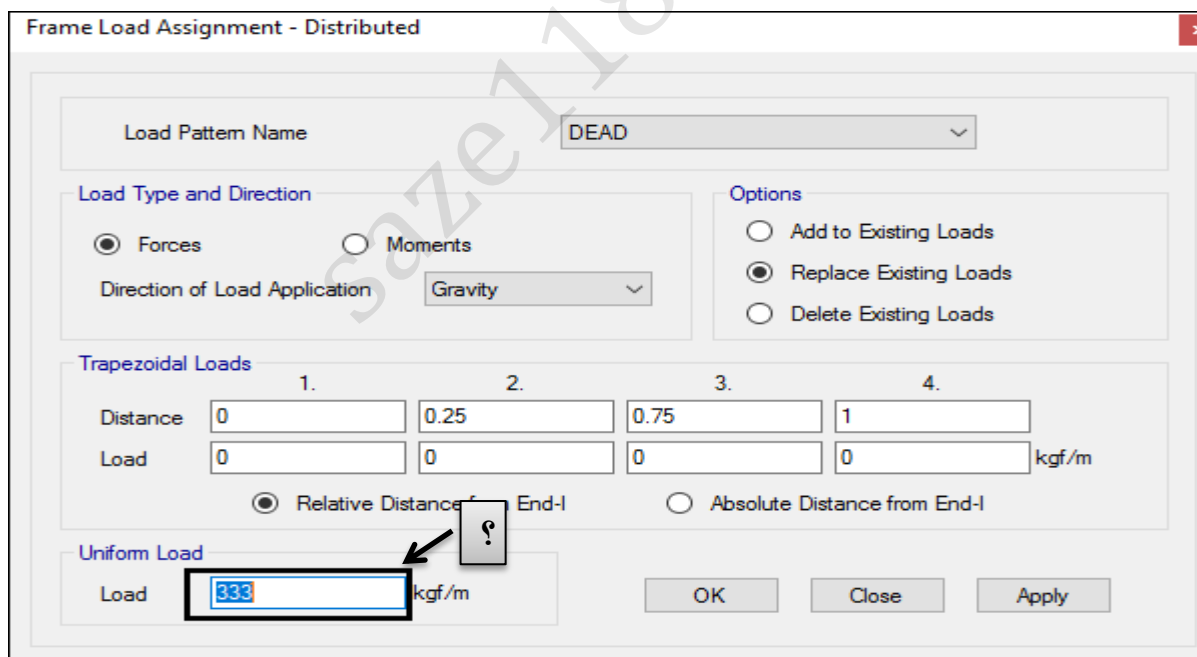 Frame Load Assignment - Distributed
Load Pattern Name DEAD
Load Type and Direction
Forces Moments
Direction of Load Application Gravity
Options
Add to Existing Loads
Replace Existing Loads
Delete Existing Loads
Trapezoidal Loads
1. 2. 3. 4.
Distance 0 0.25 0.75 1
Load 0 0 0 0 kgf/m
Relative Distance from End-I Absolute Distance from End-I
؟
Uniform Load
Load 333 kgf/m
OK Close Apply
saze118